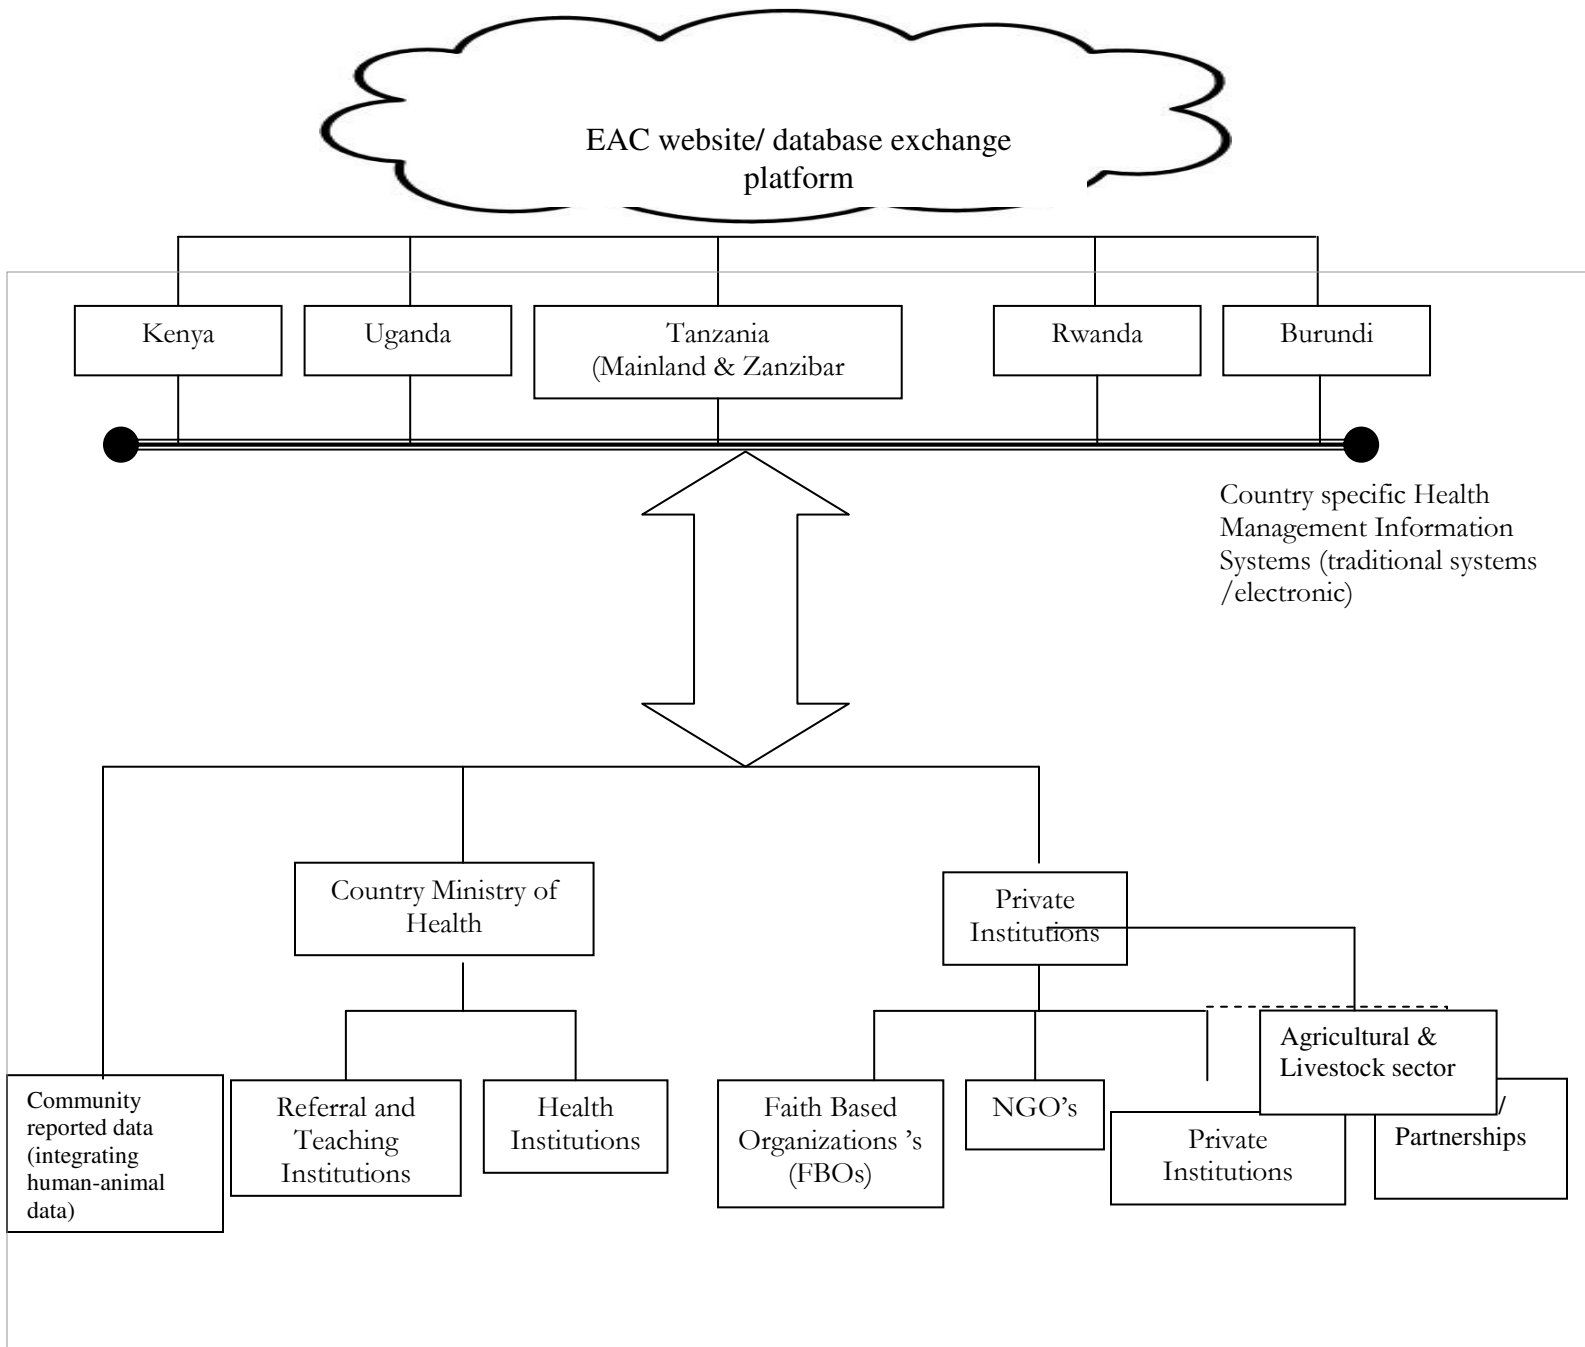 EAC website/ database exchange
platform
Kenya
Uganda
Tanzania
(Mainland & Zanzibar
Rwanda
Burundi
Country specific Health
Management Information
Systems (traditional systems
/electronic)
Country Ministry of
Health
Private
Institutions
Agricultural &
Livestock sector
Community
reported data
(integrating
human-animal
data)
Referral and
Teaching
Institutions
Health
Institutions
Faith Based
Organizations ’s
(FBOs)
NGO’s
Private
Institutions
/
Partnerships